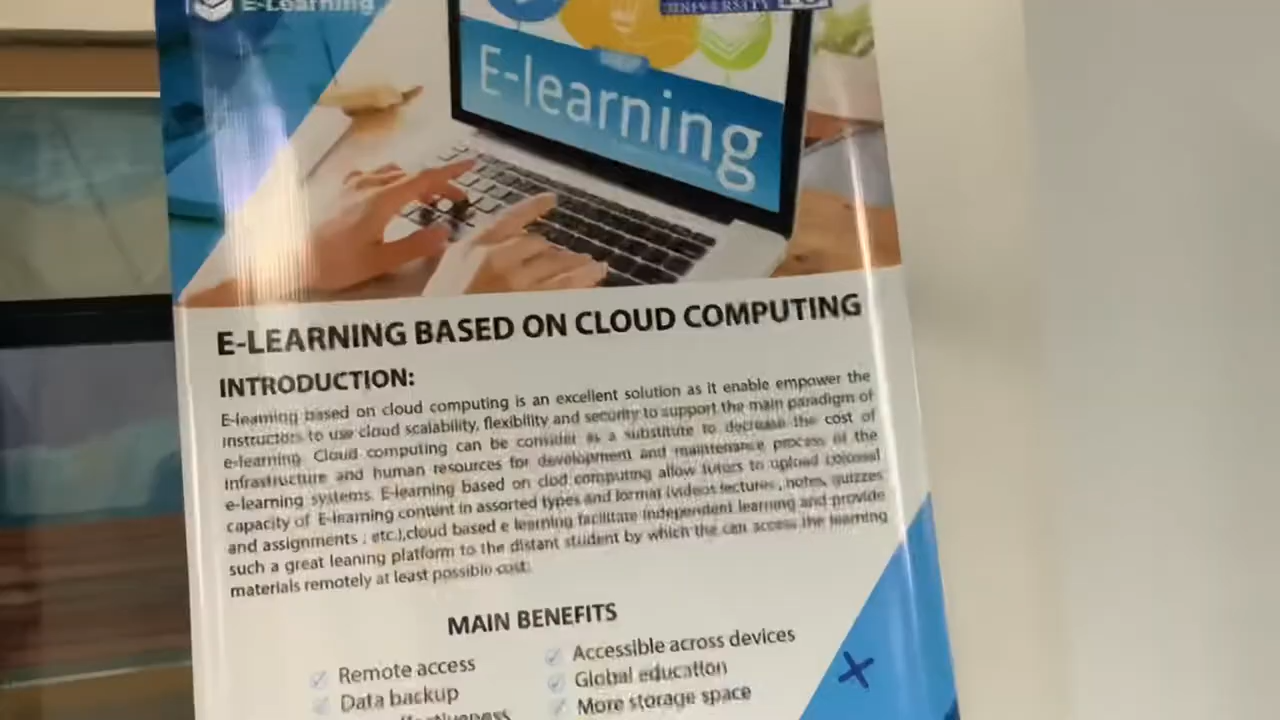 E-Learning
UNIVERSITY
E-learning
E-LEARNING BASED ON CLOUD COMPUTING
INTRODUCTION:
E-learning based on cloud computing is an excellent solution as it enable empower the
instructors to use cloud scalability, flexibility and security to support the main paradigm of
e-learning. Cloud computing can be consider as a substitute to decrease the cost of
infrastructure and human resources for development and maintenance process of the
e-learning systems. E-learning based on clod computing allow tutors to upload colossal
capacity of E-learning content in assorted types and format (videos lectures , notes, quizzes
and assignments , etc.),cloud based e learning facilitate independent learning and provide
such a great leaning platform to the distant student by which the can access the learning
materials remotely at least possible cost.
MAIN BENEFITS
Remote access
Data backup
Accessible across devices
Global education
More storage space